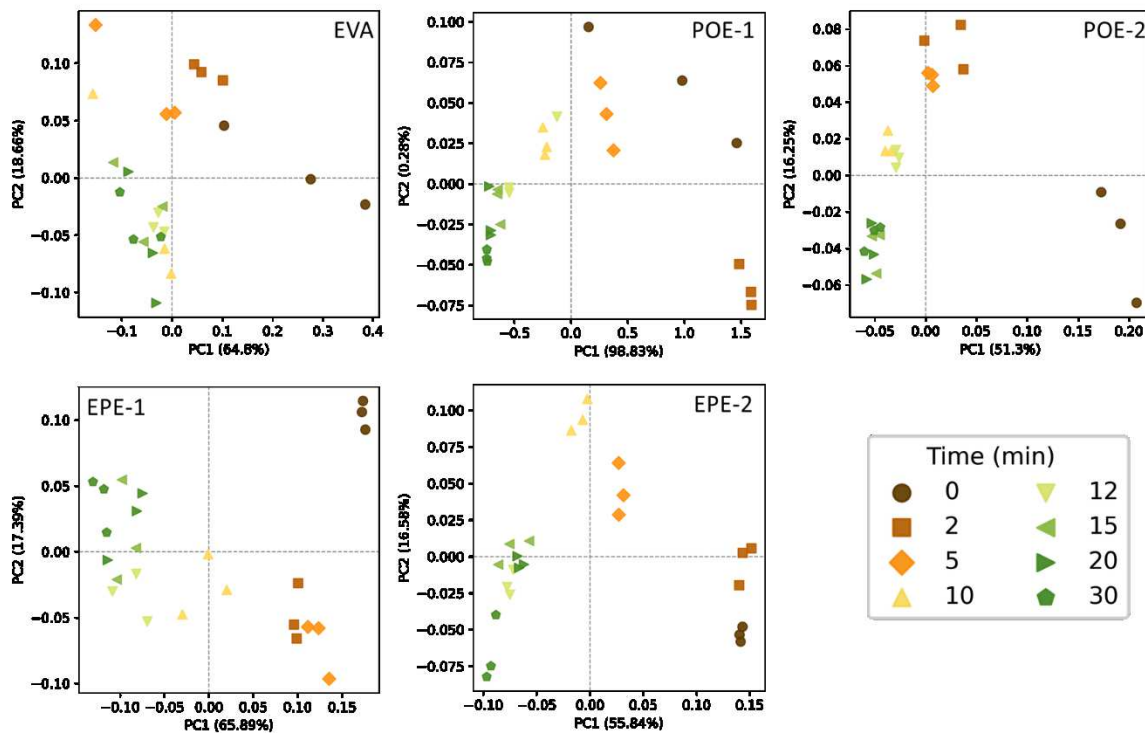 EVA
0.10
0.05
0.00
−0.05
−0.10
PC2 (18.66%)
−0.1 0.0 0.1 0.2 0.3 0.4
PC1 (64.8%)
POE-1
0.100
0.075
0.050
0.025
0.000
−0.025
−0.050
−0.075
PC2 (0.28%)
−0.5 0.0 0.5 1.0 1.5
PC1 (98.83%)
POE-2
0.08
0.06
0.04
0.02
0.00
−0.02
−0.04
−0.06
PC2 (16.25%)
−0.05 0.00 0.05 0.10 0.15 0.20
PC1 (51.3%)
EPE-1
0.10
0.05
0.00
−0.05
−0.10
PC2 (17.39%)
−0.10 −0.05 0.00 0.05 0.10 0.15
PC1 (65.89%)
EPE-2
0.100
0.075
0.050
0.025
0.000
−0.025
−0.050
−0.075
PC2 (16.58%)
−0.10 −0.05 0.00 0.05 0.10 0.15
PC1 (55.84%)
Time (min)
0 12
2 15
5 20
10 30